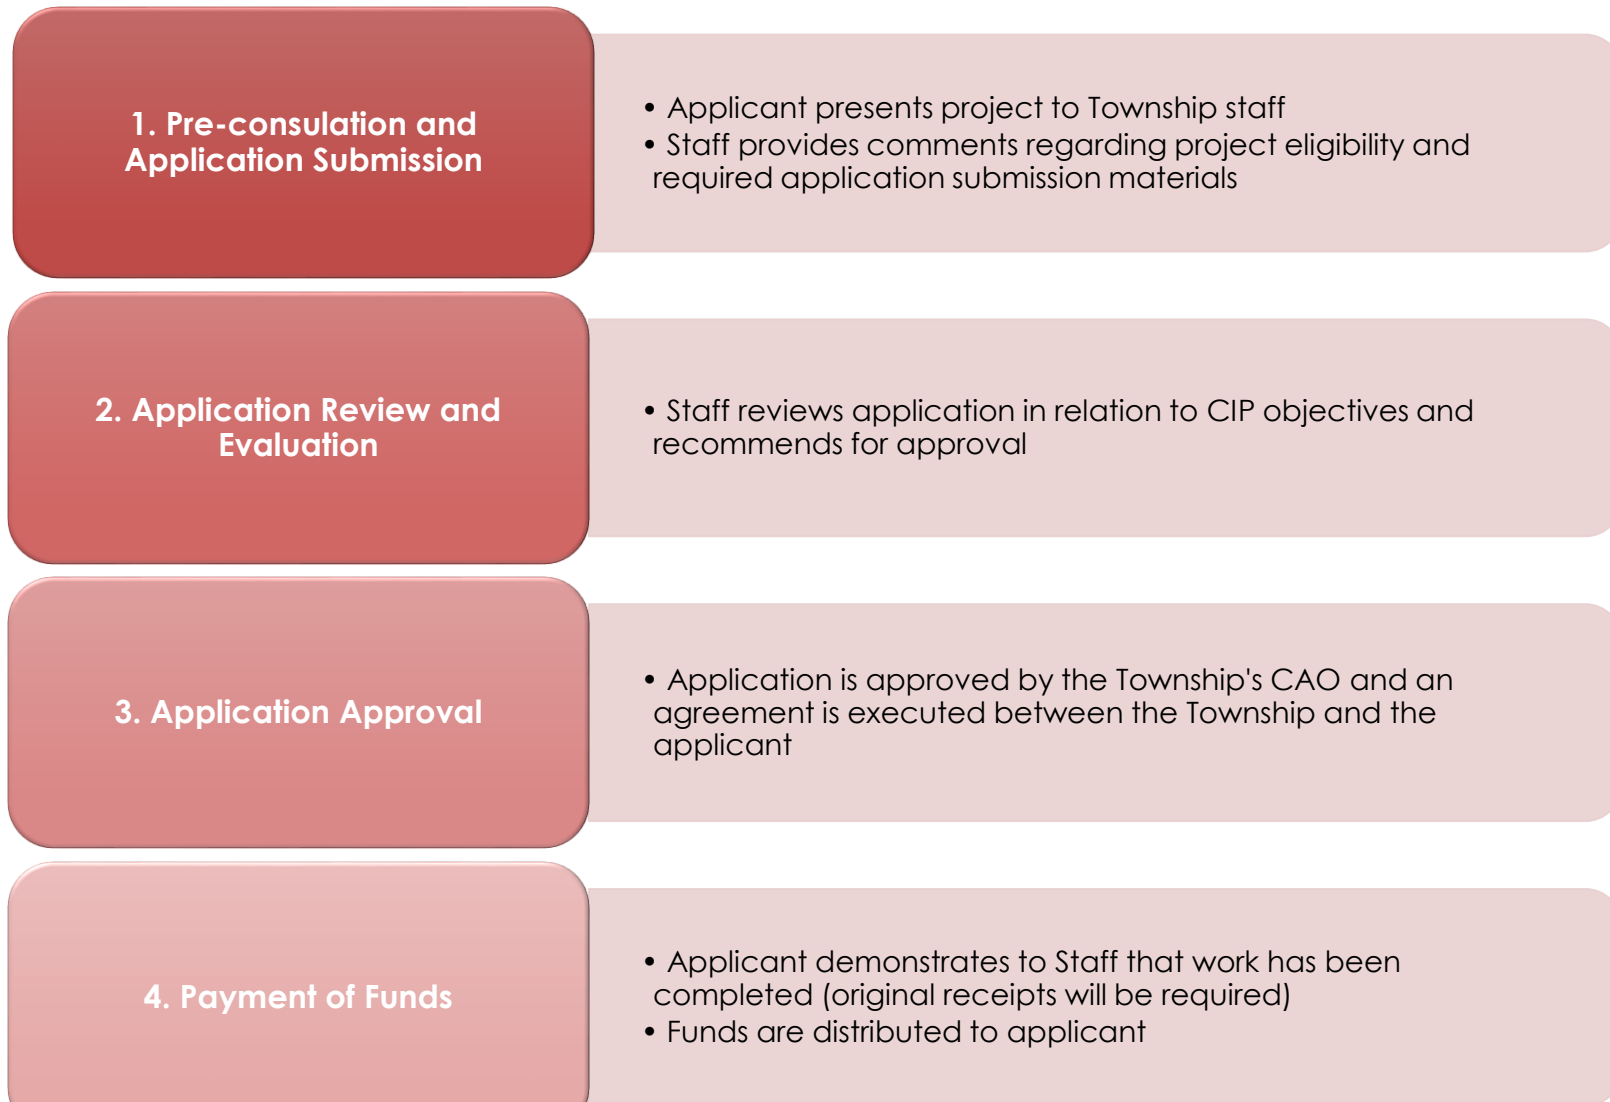 1. Pre-consulation and
Application Submission
• Applicant presents project to Township staff
• Staff provides comments regarding project eligibility and
required application submission materials
2. Application Review and
Evaluation
• Staff reviews application in relation to CIP objectives and
recommends for approval
3. Application Approval
• Application is approved by the Township's CAO and an
agreement is executed between the Township and the
applicant
4. Payment of Funds
• Applicant demonstrates to Staff that work has been
completed (original receipts will be required)
• Funds are distributed to applicant